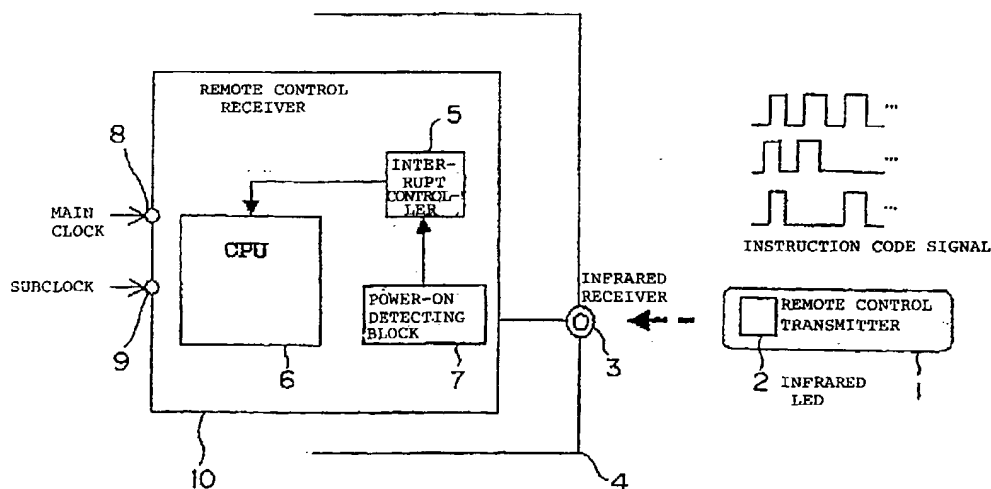 REMOTE CONTROL
RECEIVER
5
INTER-
RUPT
CONTROL-
LER
8
MAIN
CLOCK
CPU
SUBCLOCK
9
POWER-ON
DETECTING
BLOCK
6
7
10
INFRARED
RECEIVER
3
4
...
...
...
INSTRUCTION CODE SIGNAL
REMOTE CONTROL
TRANSMITTER
2
INFRARED
LED
1